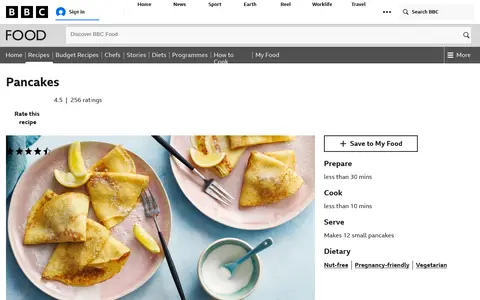 BBC
Sign in
Home
News
Sport
Earth
Reel
Worklife
Travel
Search BBC
FOOD
Discover BBC Food
Home
Recipes
Budget Recipes
Chefs
Stories
Diets
Programmes
How to
Cook
My Food
More
Pancakes
4.5 | 256 ratings
Rate this
recipe
+ Save to My Food
Prepare
less than 30 mins
Cook
less than 10 mins
Serve
Makes 12 small pancakes
Dietary
Nut-free | Pregnancy-friendly | Vegetarian